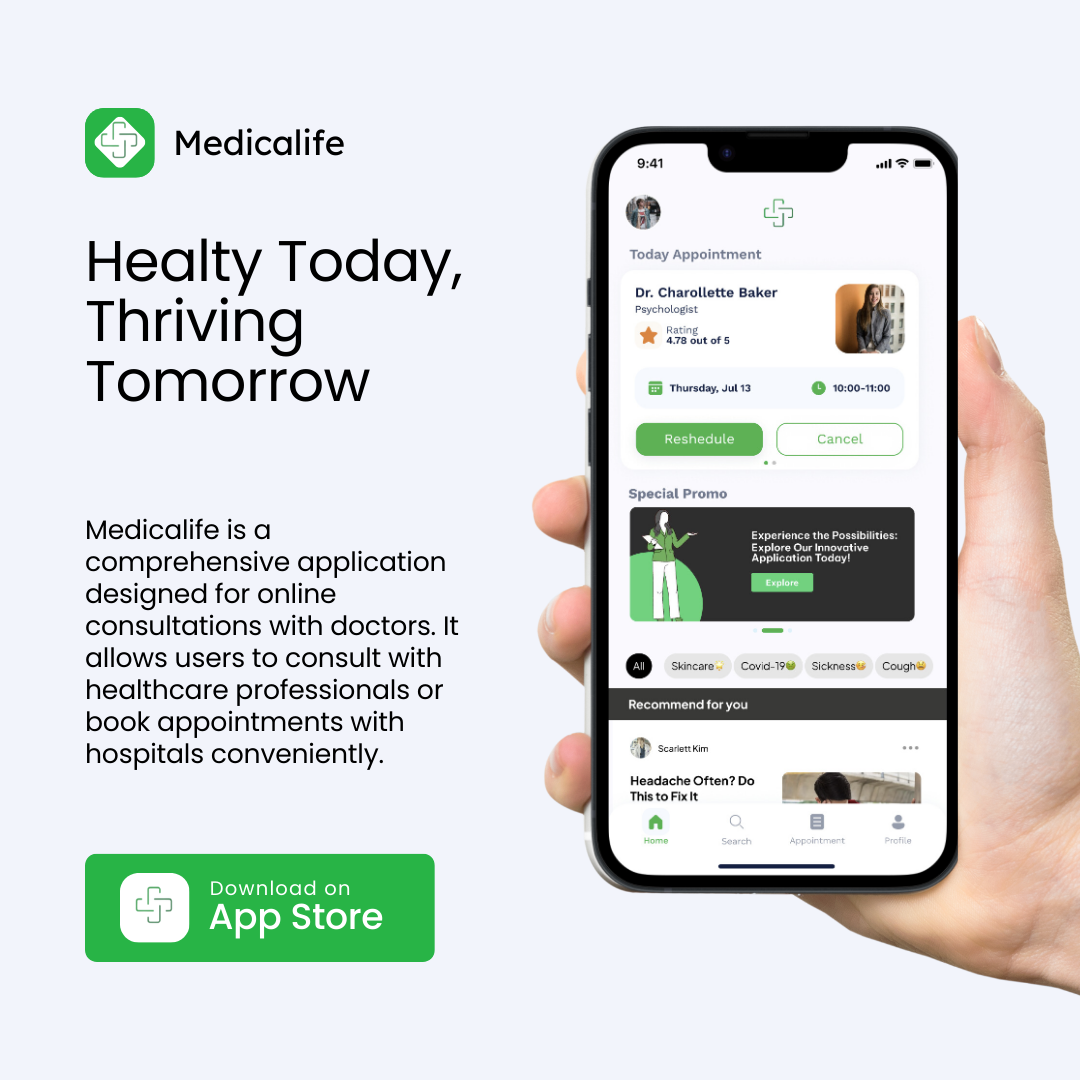 Medicalife
Healty Today,
Thriving
Tomorrow
Medicalife is a
comprehensive application
designed for online
consultations with doctors. It
allows users to consult with
healthcare professionals or
book appointments with
hospitals conveniently.
Download on
App Store
9:41
Today Appointment
Dr. Charollette Baker
Psychologist
Rating
4.78 out of 5
Thursday, Jul 13
10:00-11:00
Reshedule
Cancel
Special Promo
Experience the Possibilities:
Explore Our Innovative
Application Today!
Explore
All
Skincare
Covid-19
Sickness
Cough
Recommend for you
Scarlett Kim
Headache Often? Do
This to Fix It
Home
Search
Appointment
Profile